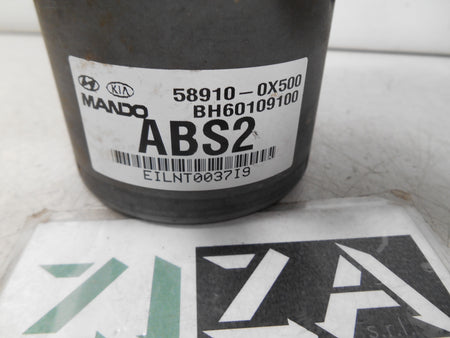 KIA
58910-0X500
MANDO BH60109100
ABS2
EILNT0037I9
ZA
s.r.l.